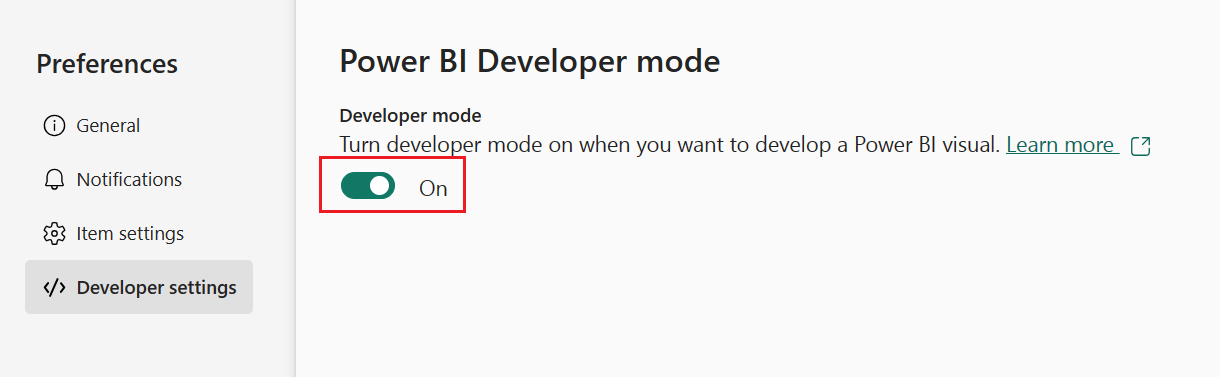 Preferences
General
Notifications
Item settings
Developer settings
Power BI Developer mode
Developer mode
Turn developer mode on when you want to develop a Power BI visual. Learn more
On